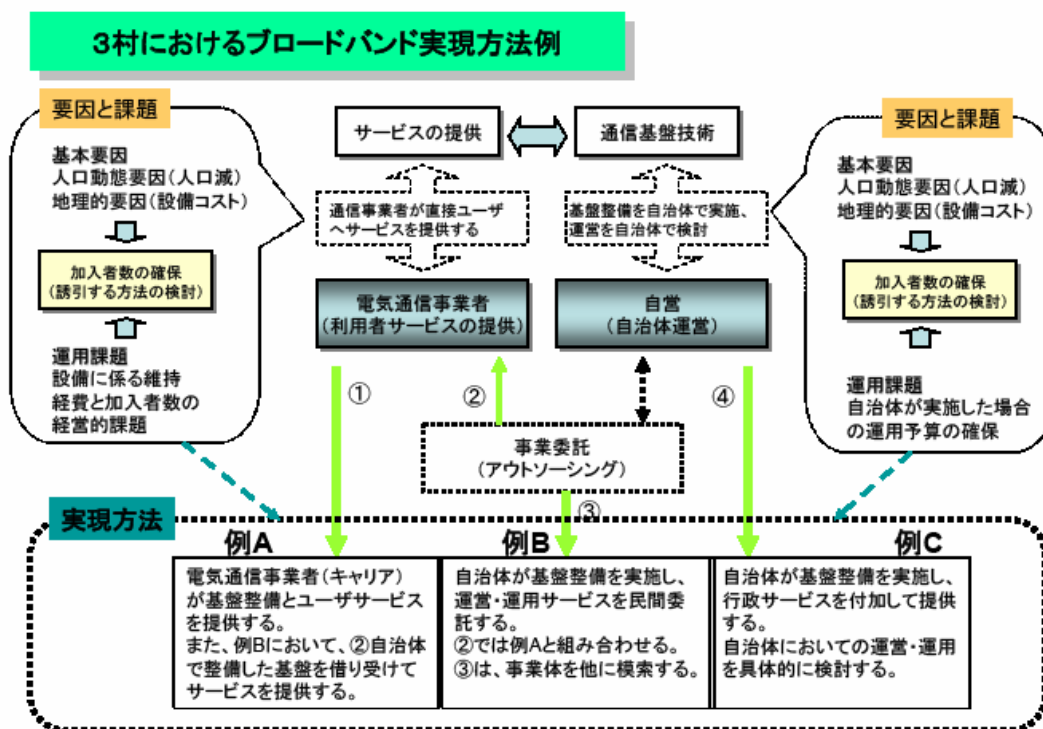 ３村におけるブロードバンド実現方法例
要因と課題
基本要因
人口動態要因(人口減)
地理的要因(設備コスト)
加入者数の確保
(誘引する方法の検討)
運用課題
設備に係る維持
経費と加入者数の
経営的課題
サービスの提供
通信基盤技術
通信事業者が直接ユーザ
へサービスを提供する
基盤整備を自治体で実施、
運営を自治体で検討
電気通信事業者
(利用者サービスの提供)
自営
(自治体運営)
①
②
④
事業委託
(アウトソーシング)
③
要因と課題
基本要因
人口動態要因(人口減)
地理的要因(設備コスト)
加入者数の確保
(誘引する方法の検討)
運用課題
自治体が実施した場合
の運用予算の確保
実現方法
例A
電気通信事業者(キャリア)
が基盤整備とユーザサービス
を提供する。
また、例Bにおいて、②自治体
で整備した基盤を借り受けて
サービスを提供する。
例B
自治体が基盤整備を実施し、
運営・運用サービスを民間委
託する。
②では例Aと組み合わせる。
③は、事業体を他に模索する。
例C
自治体が基盤整備を実施し、
行政サービスを付加して提供
する。
自治体においての運営・運用
を具体的に検討する。